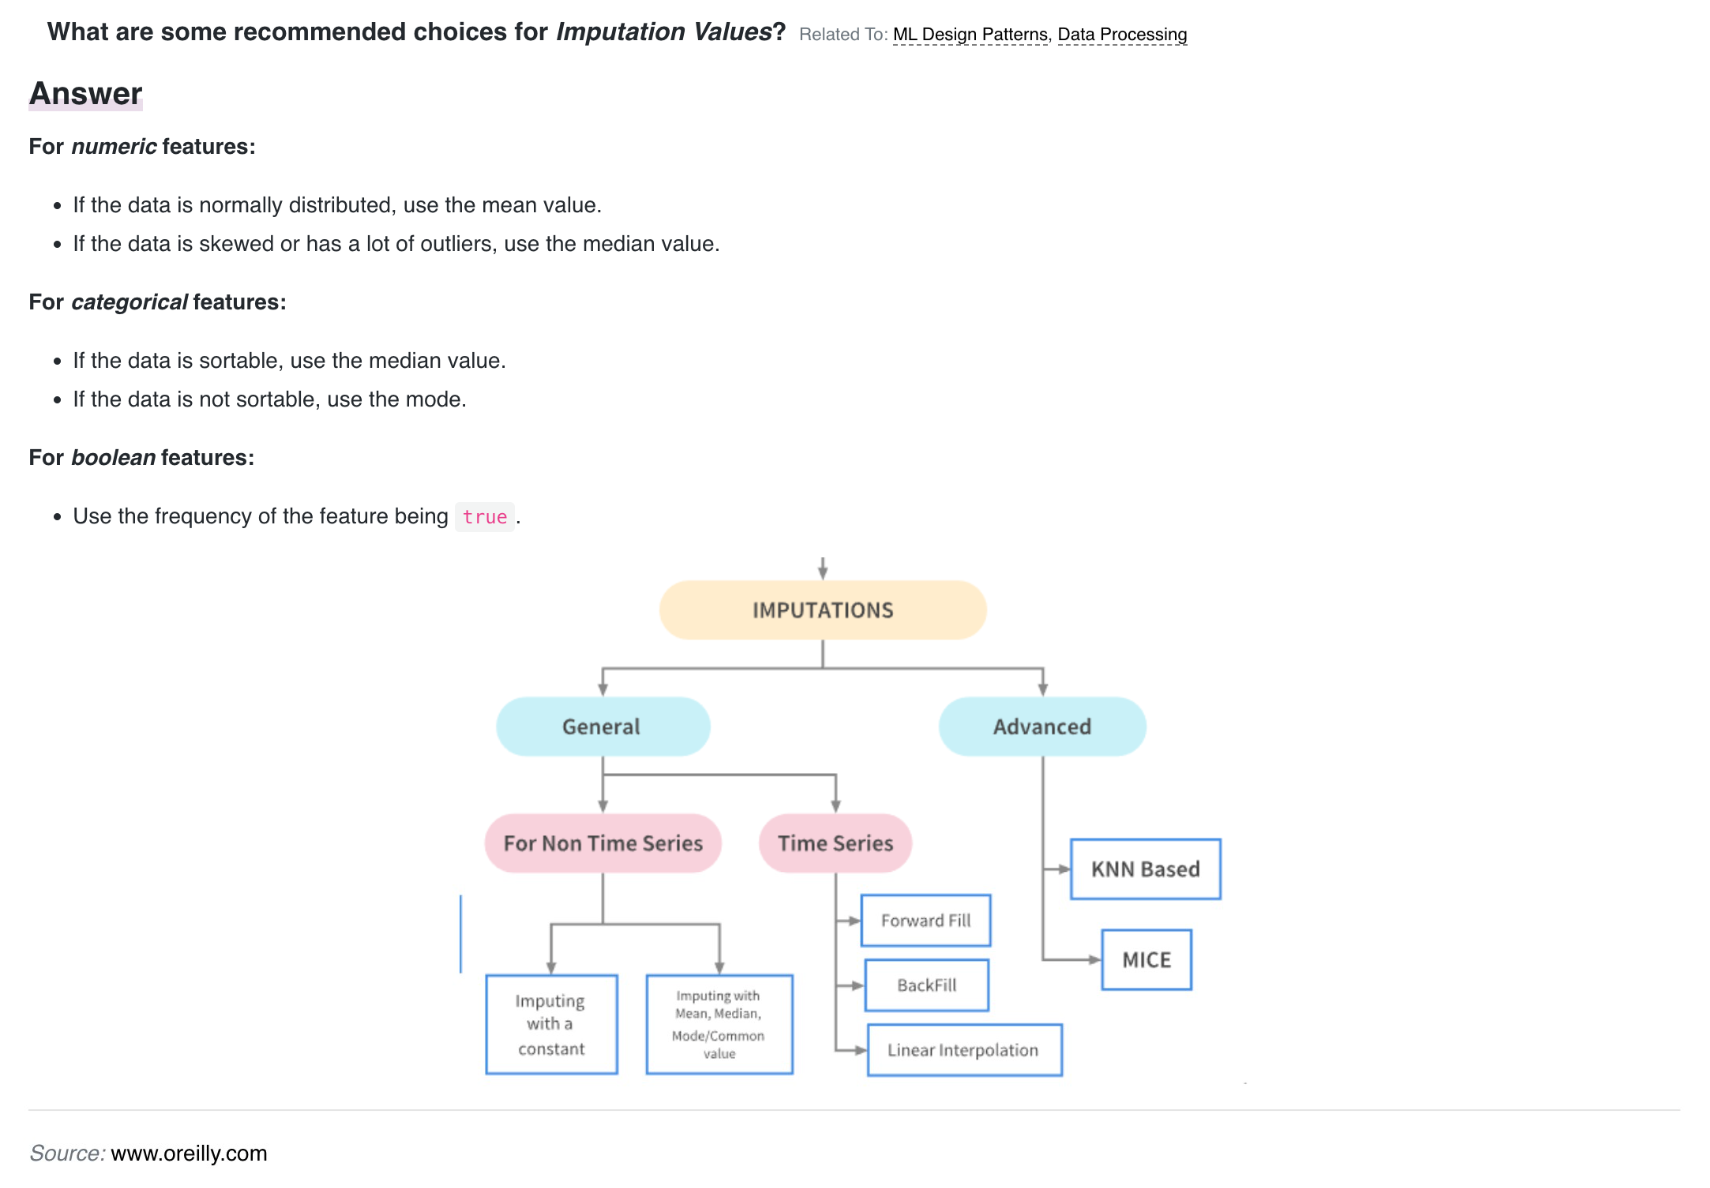 What are some recommended choices for Imputation Values? Related To: ML Design Patterns, Data Processing
Answer
For numeric features:
• If the data is normally distributed, use the mean value.
• If the data is skewed or has a lot of outliers, use the median value.
For categorical features:
• If the data is sortable, use the median value.
• If the data is not sortable, use the mode.
For boolean features:
• Use the frequency of the feature being true.
IMPUTATIONS
General
Advanced
For Non Time Series
Time Series
KNN Based
Forward Fill
MICE
BackFill
Imputing
with a
constant
Imputing with
Mean, Median,
Mode/Common
value
Linear Interpolation
Source: www.oreilly.com